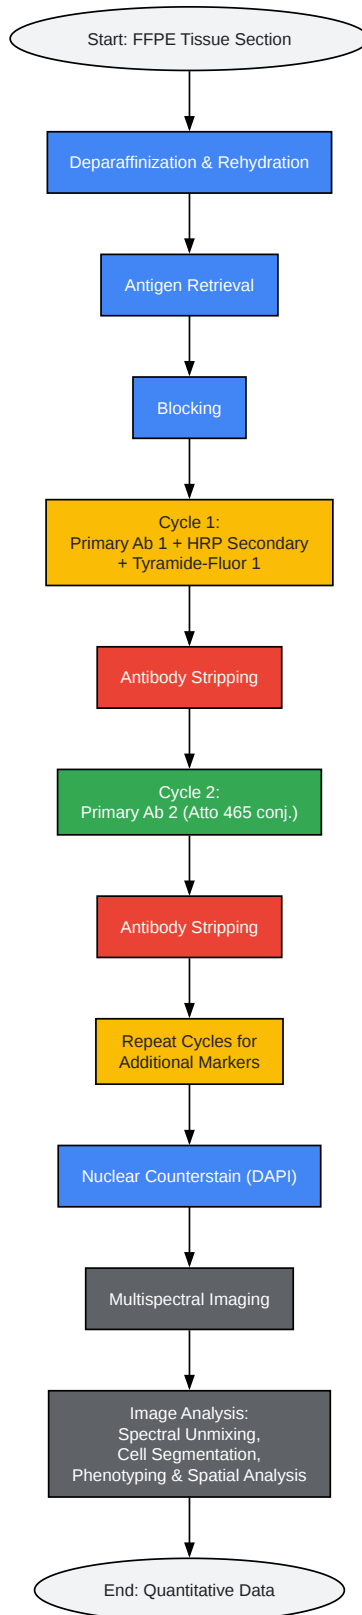 Start: FFPE Tissue Section
Deparaffinization & Rehydration
Antigen Retrieval
Blocking
Cycle 1:
Primary Ab 1 + HRP Secondary
+ Tyramide-Fluor 1
Antibody Stripping
Cycle 2:
Primary Ab 2 (Atto 465 conj.)
Antibody Stripping
Repeat Cycles for
Additional Markers
Nuclear Counterstain (DAPI)
Multispectral Imaging
Image Analysis:
Spectral Unmixing,
Cell Segmentation,
Phenotyping & Spatial Analysis
End: Quantitative Data